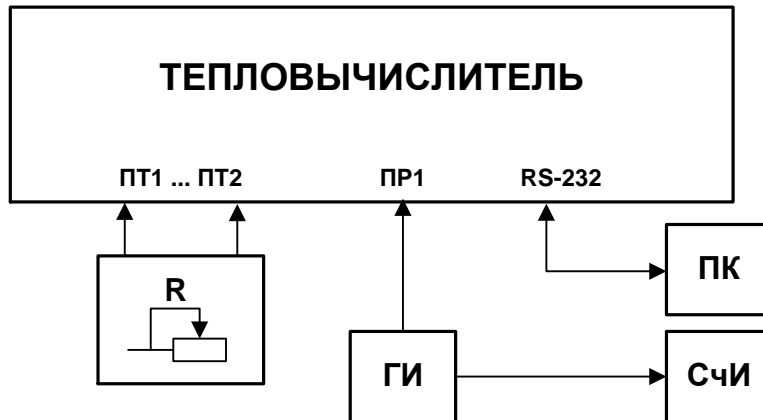 ТЕПЛОВЫЧИСЛИТЕЛЬ
ПТ1 ... ПТ2 ПР1 RS-232
ПК
R
ГИ СчИ